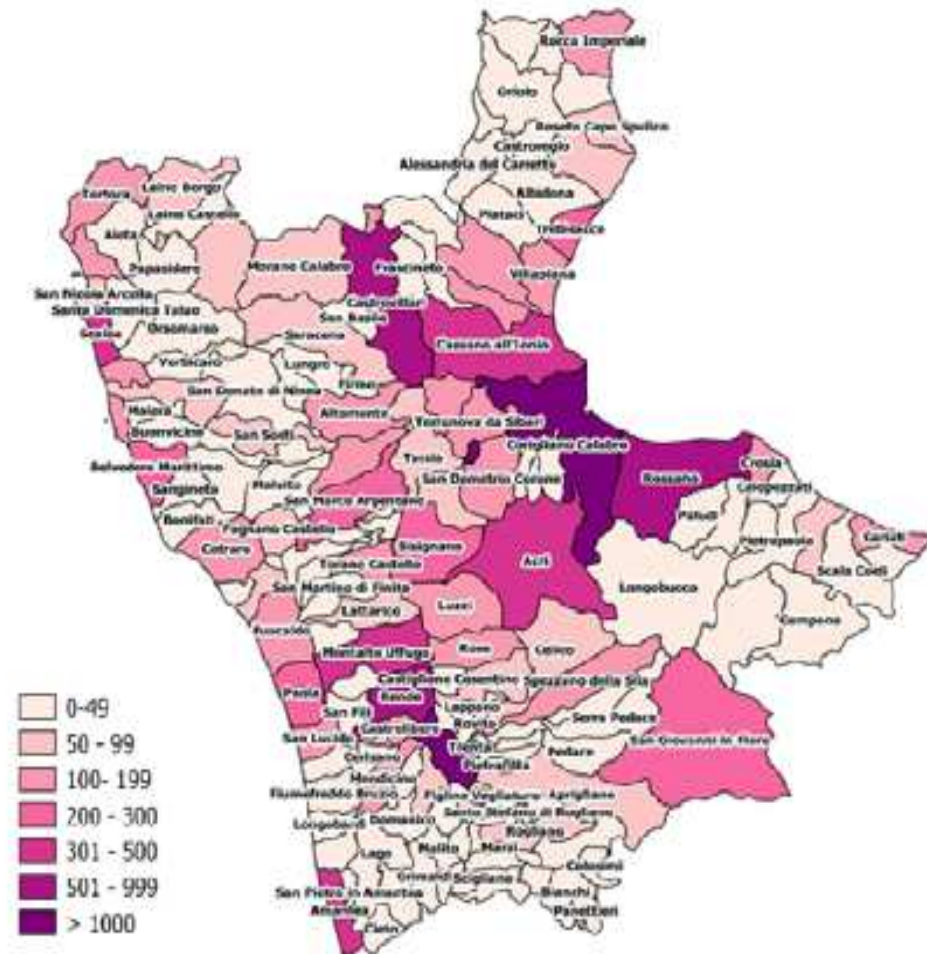 Rocca Imperiale
Oriolo
Roseto Capo Spulico
Castroregio
Alessandria del Carretto
Albidona
Plataci
Trebisacce
Tortora
Laino Borgo
Laino Castello
Aieta
Papasidero
Morano Calabro
Frascineto
Villapiana
San Nicola Arcella
Castrovillari
Santa Domenica Talao
San Basile
Orsomarso
Scalea
Saracena
Cassano all'Ionio
Verbicaro
Lungro
Firmo
San Donato di Ninea
Maiera
Altomonte
Terranova da Sibari
Buonvicino
San Sosti
Corigliano Calabro
Tarsia
Crosia
Belvedere Marittimo
San Demetrio Corone
Rossano
Calopezzati
Sangineto
Malvito
San Marco Argentano
Paludi
Bonifati
Fagnano Castello
Pietrapaola
Cariati
Cetraro
Bisignano
Torano Castello
Acri
Scala Coeli
San Martino di Finita
Longobucco
Lattarico
Luzzi
Campana
Fuscaldo
Montalto Uffugo
Rose
Celico
Castiglione Cosentino
Spezzano della Sila
Paola
Rende
Lappano
San Fili
Rovito
Serra Pedace
Castrolibero
San Lucido
Trenta
Pedace
San Giovanni in Fiore
Cerisano
Pietrafitta
Mendicino
Fiumefreddo Bruzio
Figline Vegliaturo
Aprigliano
Santo Stefano di Rogliano
Longobardi
Domanico
Rogliano
Lago
Malito
Marzi
Colosimi
Grimaldi
Scigliano
San Pietro in Amantea
Bianchi
Amantea
Panettieri
Cleto
0-49
50 - 99
100- 199
200 - 300
301 - 500
501 - 999
> 1000